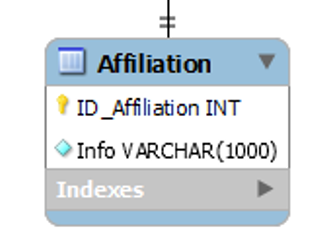 Affiliation
ID_Affiliation INT
Info VARCHAR(1000)
Indexes